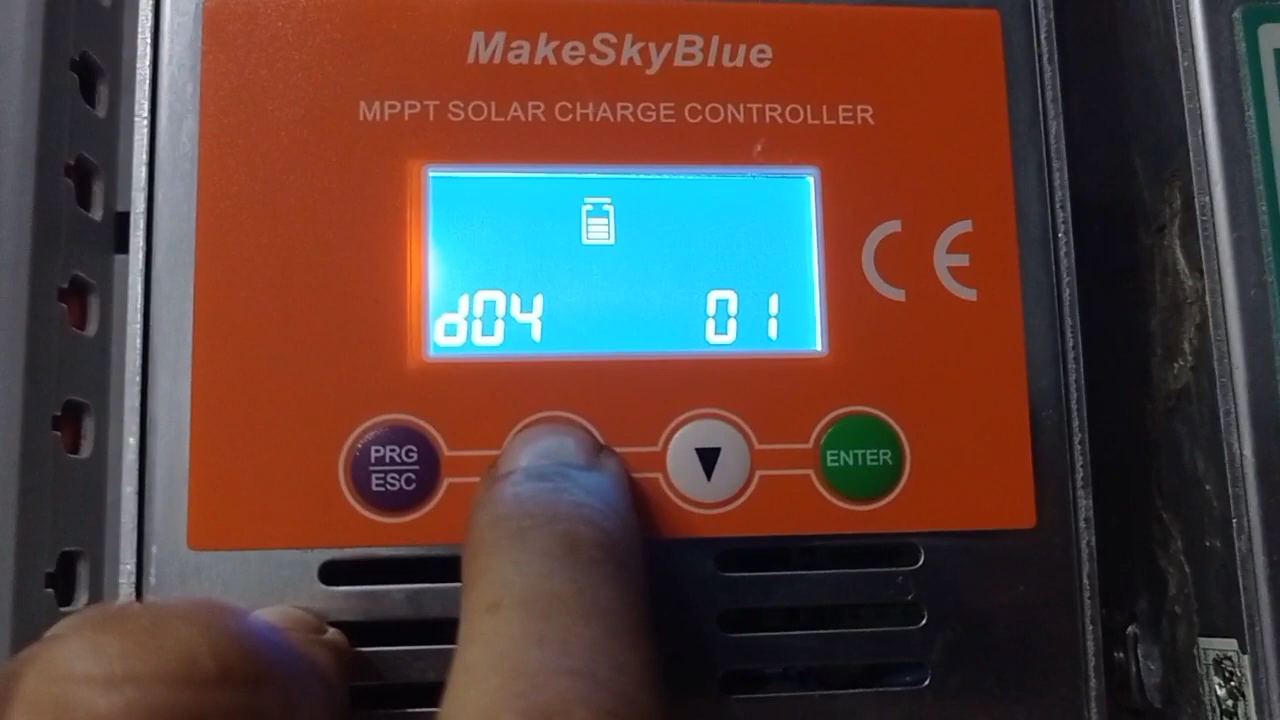 MakeSkyBlue
MPPT SOLAR CHARGE CONTROLLER
CE
d04 01
PRG
ESC
▼
ENTER